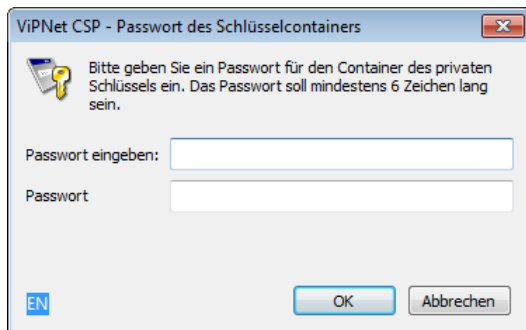 ViPNet CSP - Passwort des Schlüsselcontainers
Bitte geben Sie ein Passwort für den Container des privaten
Schlüssels ein. Das Passwort soll mindestens 6 Zeichen lang
sein.
Passwort eingeben:
Passwort
EN
OK
Abbrechen